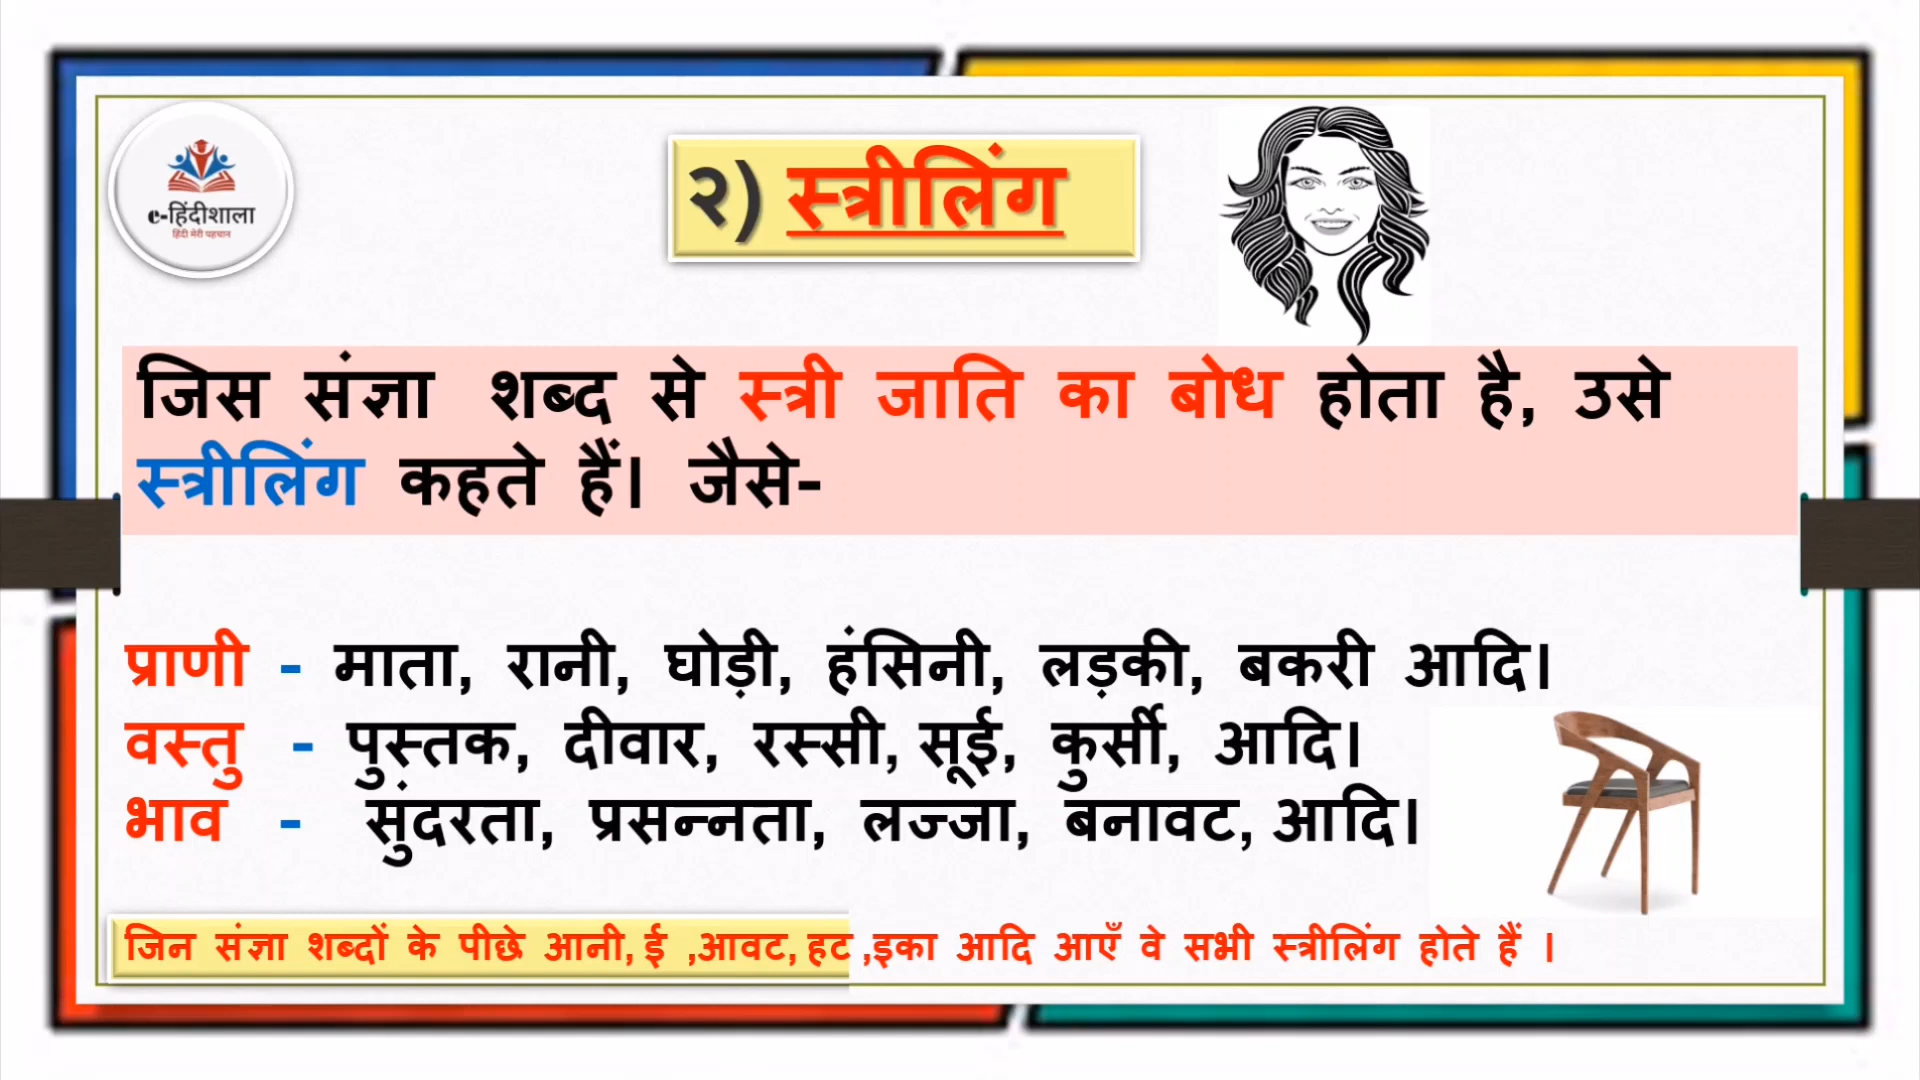 e-हिंदीशाला
हिंदी मेरी पहचान
२) स्त्रीलिंग
जिस संज्ञा शब्द से स्त्री जाति का बोध होता है, उसे
स्त्रीलिंग कहते हैं। जैसे-
प्राणी - माता, रानी, घोड़ी, हंसिनी, लड़की, बकरी आदि।
वस्तु - पुस्तक, दीवार, रस्सी, सूई, कुर्सी, आदि।
भाव - सुंदरता, प्रसन्नता, लज्जा, बनावट, आदि।
जिन संज्ञा शब्दों के पीछे आनी, ई ,आवट, हट ,इका आदि आएँ वे सभी स्त्रीलिंग होते हैं ।